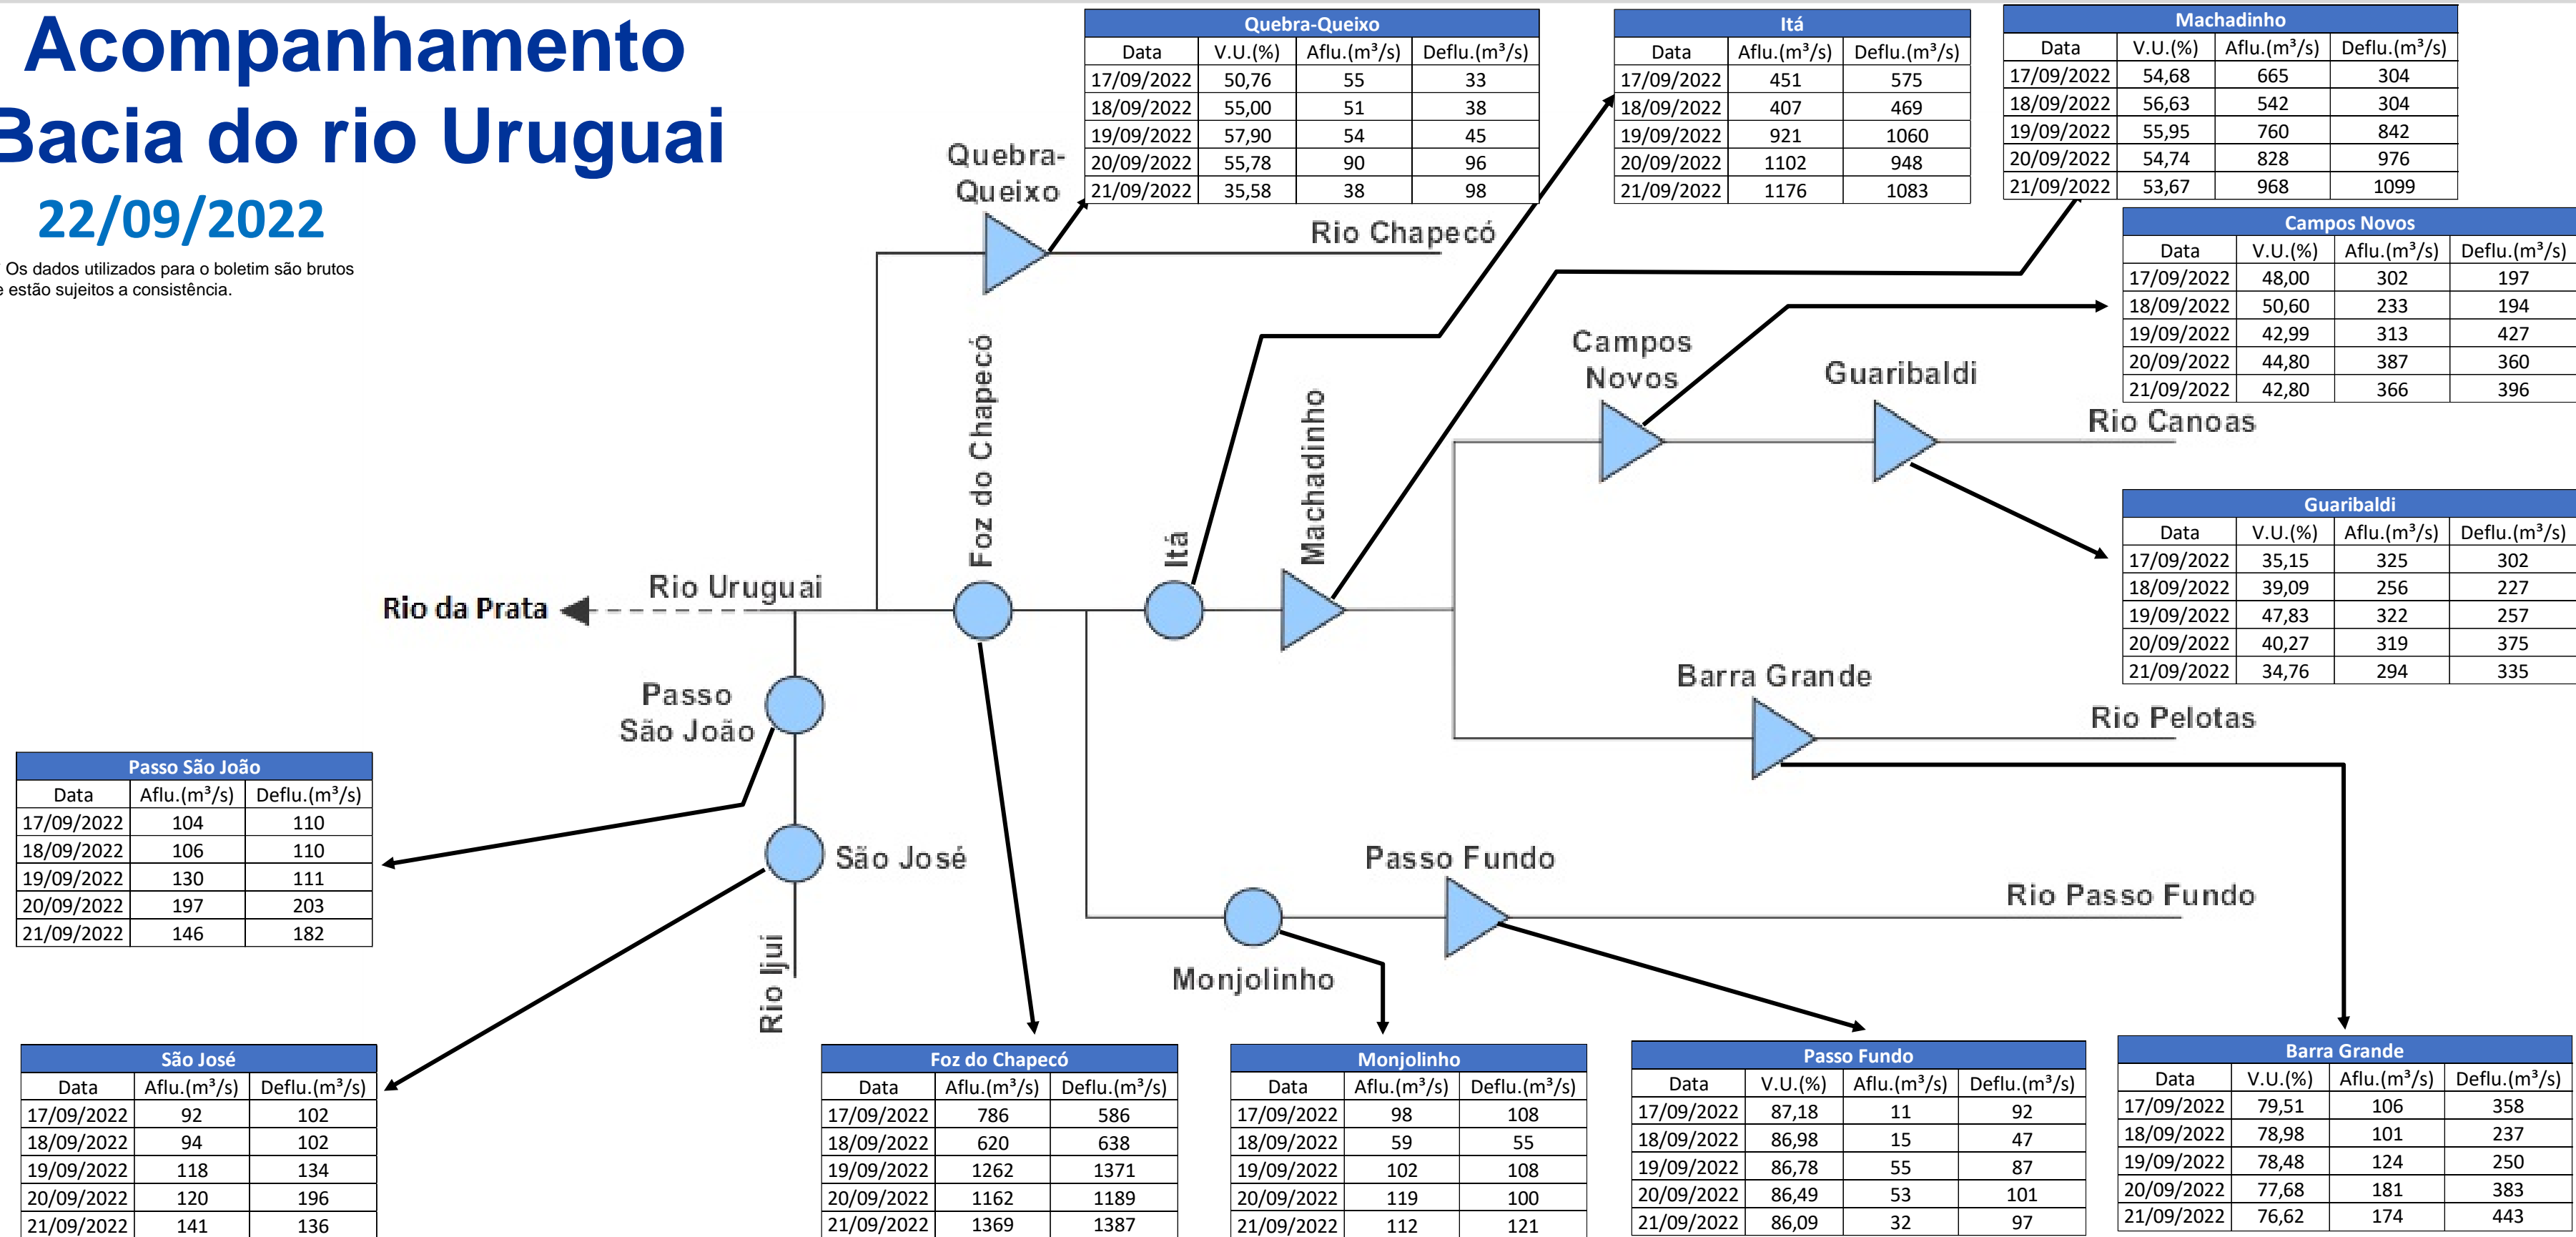 Acompanhamento
Bacia do rio Uruguai
22/09/2022
Os dados utilizados para o boletim são brutos
e estão sujeitos a consistência.
Quebra-Queixo
Data V.U.(%) Aflu.(m³/s) Deflu.(m³/s)
17/09/2022 50,76 55 33
18/09/2022 55,00 51 38
19/09/2022 57,90 54 45
20/09/2022 55,78 90 96
21/09/2022 35,58 38 98
Itá
Data Aflu.(m³/s) Deflu.(m³/s)
17/09/2022 451 575
18/09/2022 407 469
19/09/2022 921 1060
20/09/2022 1102 948
21/09/2022 1176 1083
Machadinho
Data V.U.(%) Aflu.(m³/s) Deflu.(m³/s)
17/09/2022 54,68 665 304
18/09/2022 56,63 542 304
19/09/2022 55,95 760 842
20/09/2022 54,74 828 976
21/09/2022 53,67 968 1099
Campos Novos
Data V.U.(%) Aflu.(m³/s) Deflu.(m³/s)
17/09/2022 48,00 302 197
18/09/2022 50,60 233 194
19/09/2022 42,99 313 427
20/09/2022 44,80 387 360
21/09/2022 42,80 366 396
Quebra-
Queixo
Rio Chapecó
Foz do Chapecó
Itá
Machadinho
Campos
Novos
Guaribaldi
Rio Canoas
Guaribaldi
Data V.U.(%) Aflu.(m³/s) Deflu.(m³/s)
17/09/2022 35,15 325 302
18/09/2022 39,09 256 227
19/09/2022 47,83 322 257
20/09/2022 40,27 319 375
21/09/2022 34,76 294 335
Rio Uruguai
Rio da Prata
Passo
São João
Barra Grande
Rio Pelotas
Passo São João
Data Aflu.(m³/s) Deflu.(m³/s)
17/09/2022 104 110
18/09/2022 106 110
19/09/2022 130 111
20/09/2022 197 203
21/09/2022 146 182
São José
Passo Fundo
Rio Passo Fundo
Rio Ijuí
Monjolinho
São José
Data Aflu.(m³/s) Deflu.(m³/s)
17/09/2022 92 102
18/09/2022 94 102
19/09/2022 118 134
20/09/2022 120 196
21/09/2022 141 136
Foz do Chapecó
Data Aflu.(m³/s) Deflu.(m³/s)
17/09/2022 786 586
18/09/2022 620 638
19/09/2022 1262 1371
20/09/2022 1162 1189
21/09/2022 1369 1387
Monjolinho
Data Aflu.(m³/s) Deflu.(m³/s)
17/09/2022 98 108
18/09/2022 59 55
19/09/2022 102 108
20/09/2022 119 100
21/09/2022 112 121
Passo Fundo
Data V.U.(%) Aflu.(m³/s) Deflu.(m³/s)
17/09/2022 87,18 11 92
18/09/2022 86,98 15 47
19/09/2022 86,78 55 87
20/09/2022 86,49 53 101
21/09/2022 86,09 32 97
Barra Grande
Data V.U.(%) Aflu.(m³/s) Deflu.(m³/s)
17/09/2022 79,51 106 358
18/09/2022 78,98 101 237
19/09/2022 78,48 124 250
20/09/2022 77,68 181 383
21/09/2022 76,62 174 443